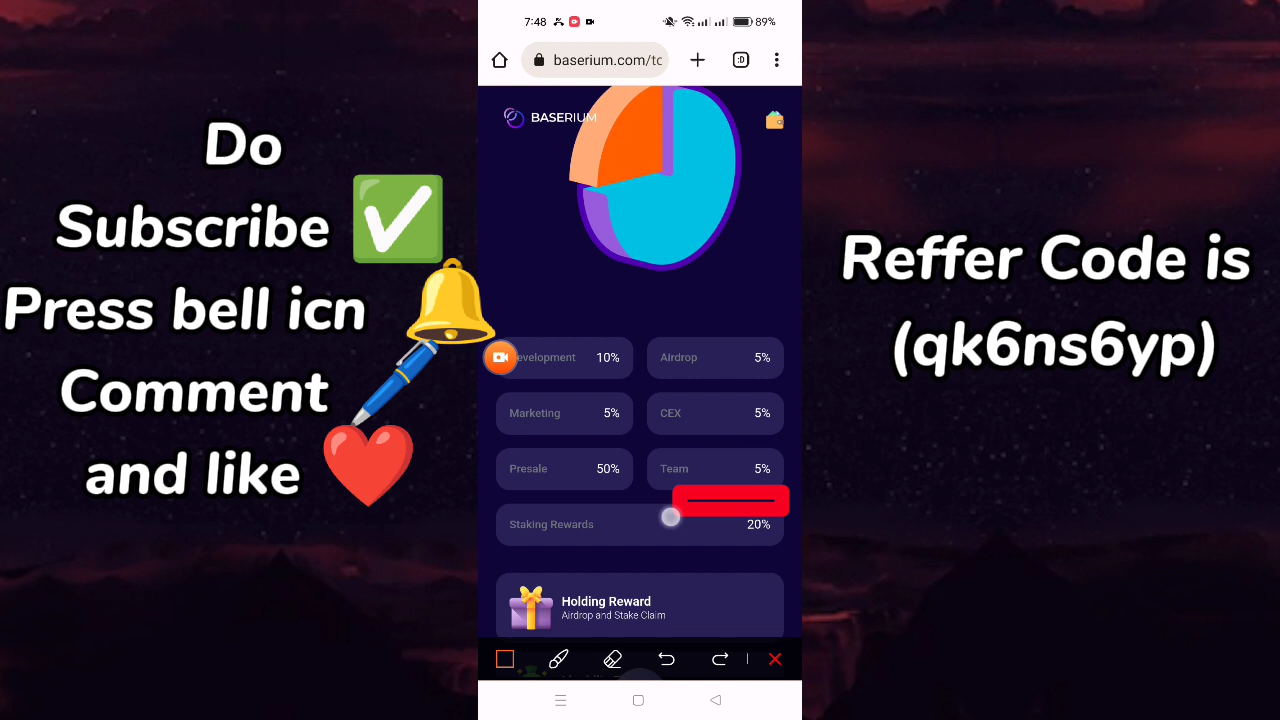 Do
Subscribe
Press bell icn
Comment
and like
7:48
89%
baserium.com/tc
:D
BASERIUM
evelopment 10%
Airdrop 5%
Marketing 5%
CEX 5%
Presale 50%
Team 5%
Staking Rewards 20%
Holding Reward
Airdrop and Stake Claim
Reffer Code is
(qk6ns6yp)